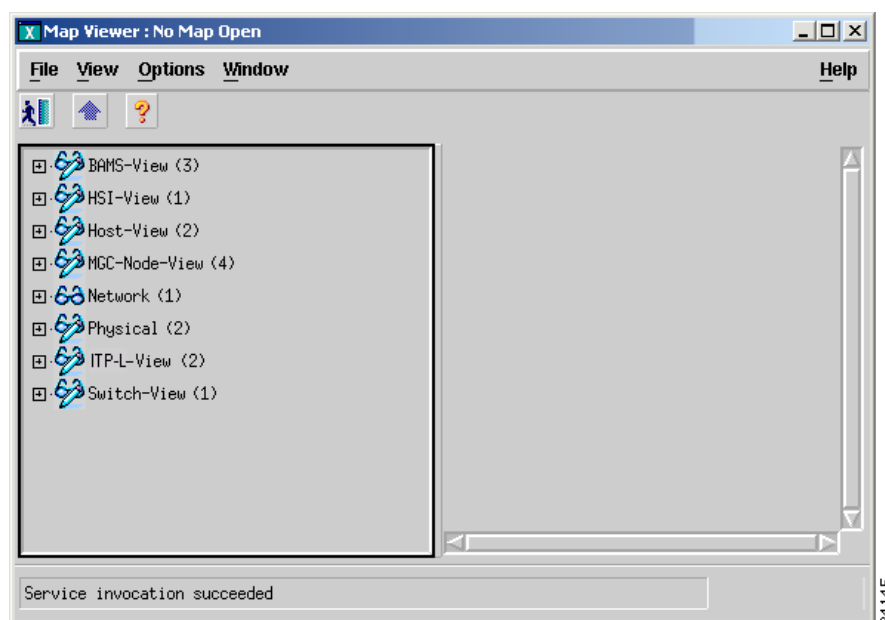 Map Viewer : No Map Open
File View Options Window Help
BAMS-View (3)
HSI-View (1)
Host-View (2)
MGC-Node-View (4)
Network (1)
Physical (2)
ITP-L-View (2)
Switch-View (1)
Service invocation succeeded